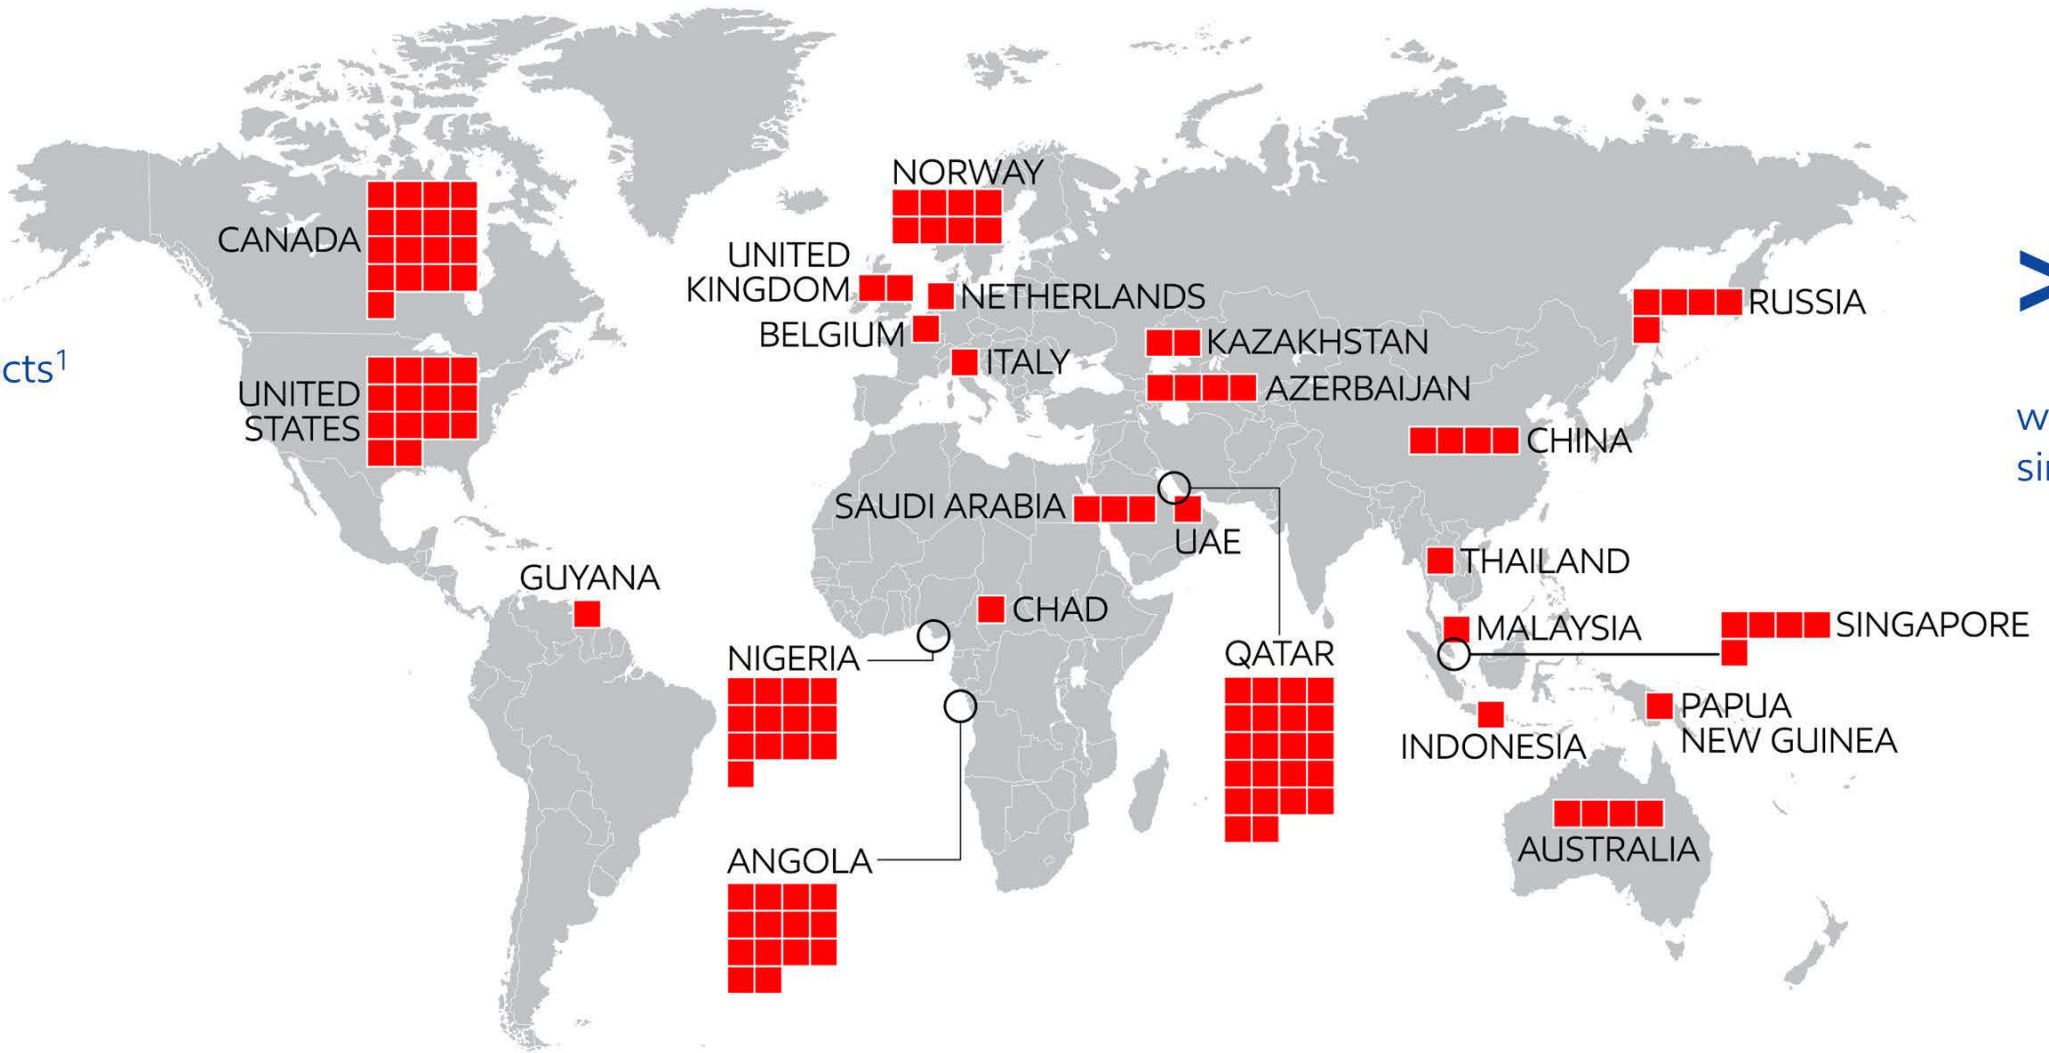 NORWAY
CANADA
UNITED
KINGDOM
NETHERLANDS
BELGIUM
ITALY
KAZAKHSTAN
AZERBAIJAN
RUSSIA
>
cts¹
UNITED
STATES
CHINA
SAUDI ARABIA
UAE
THAILAND
GUYANA
CHAD
MALAYSIA
SINGAPORE
NIGERIA
QATAR
PAPUA
NEW GUINEA
INDONESIA
ANGOLA
AUSTRALIA